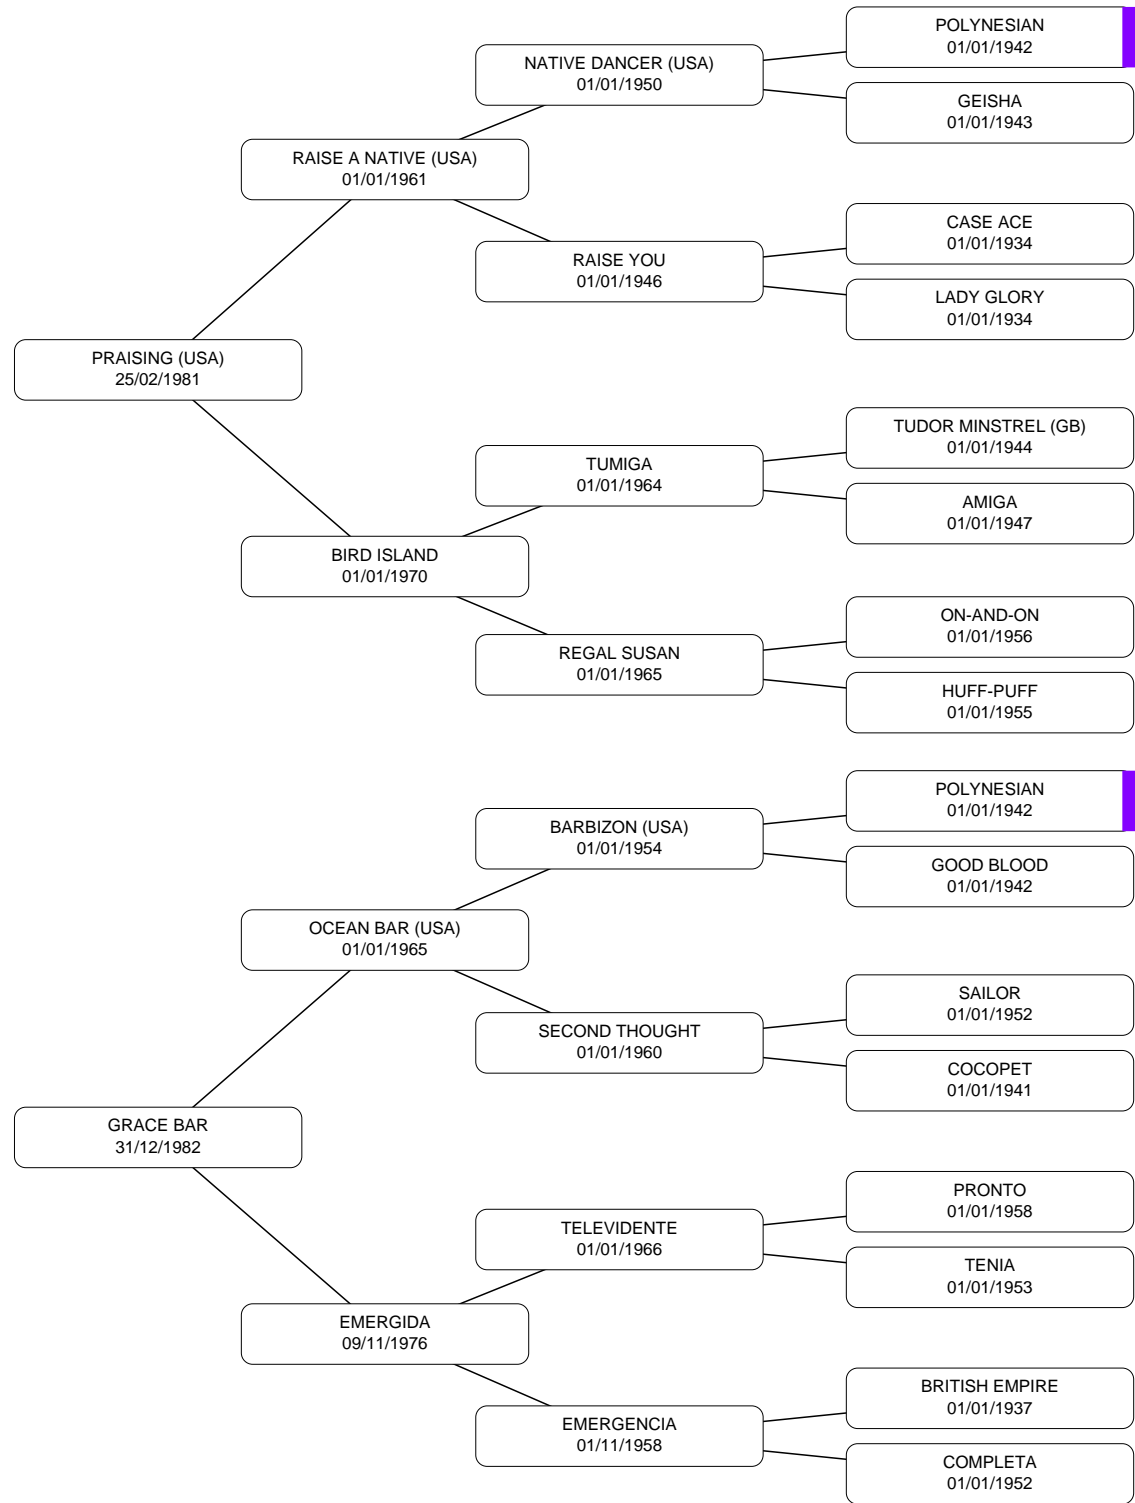 POLYNESIAN
01/01/1942
NATIVE DANCER (USA)
01/01/1950
GEISHA
01/01/1943
RAISE A NATIVE (USA)
01/01/1961
CASE ACE
01/01/1934
RAISE YOU
01/01/1946
LADY GLORY
01/01/1934
PRAISING (USA)
25/02/1981
TUDOR MINSTREL (GB)
01/01/1944
TUMIGA
01/01/1964
AMIGA
01/01/1947
BIRD ISLAND
01/01/1970
ON-AND-ON
01/01/1956
REGAL SUSAN
01/01/1965
HUFF-PUFF
01/01/1955
POLYNESIAN
01/01/1942
BARBIZON (USA)
01/01/1954
GOOD BLOOD
01/01/1942
OCEAN BAR (USA)
01/01/1965
SAILOR
01/01/1952
SECOND THOUGHT
01/01/1960
COCOPET
01/01/1941
GRACE BAR
31/12/1982
PRONTO
01/01/1958
TELEVIDENTE
01/01/1966
TENIA
01/01/1953
EMERGIDA
09/11/1976
BRITISH EMPIRE
01/01/1937
EMERGENCIA
01/11/1958
COMPLETA
01/01/1952